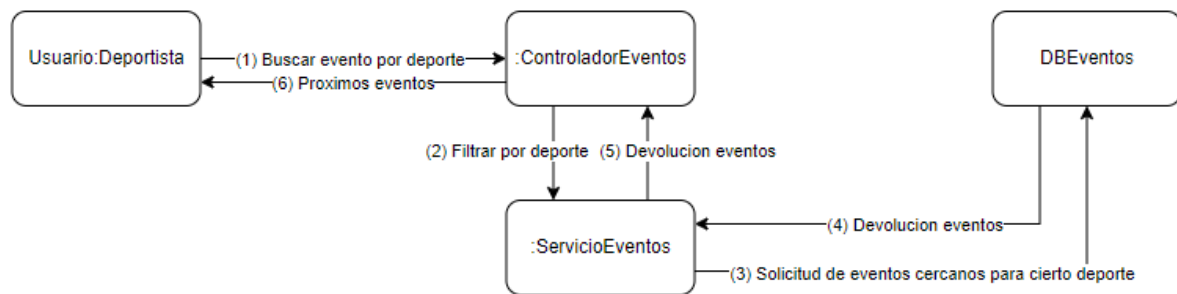 Usuario:Deportista
(1) Buscar evento por deporte
:ControladorEventos
DBEventos
(6) Proximos eventos
(2) Filtrar por deporte
(5) Devolucion eventos
(4) Devolucion eventos
:ServicioEventos
(3) Solicitud de eventos cercanos para cierto deporte